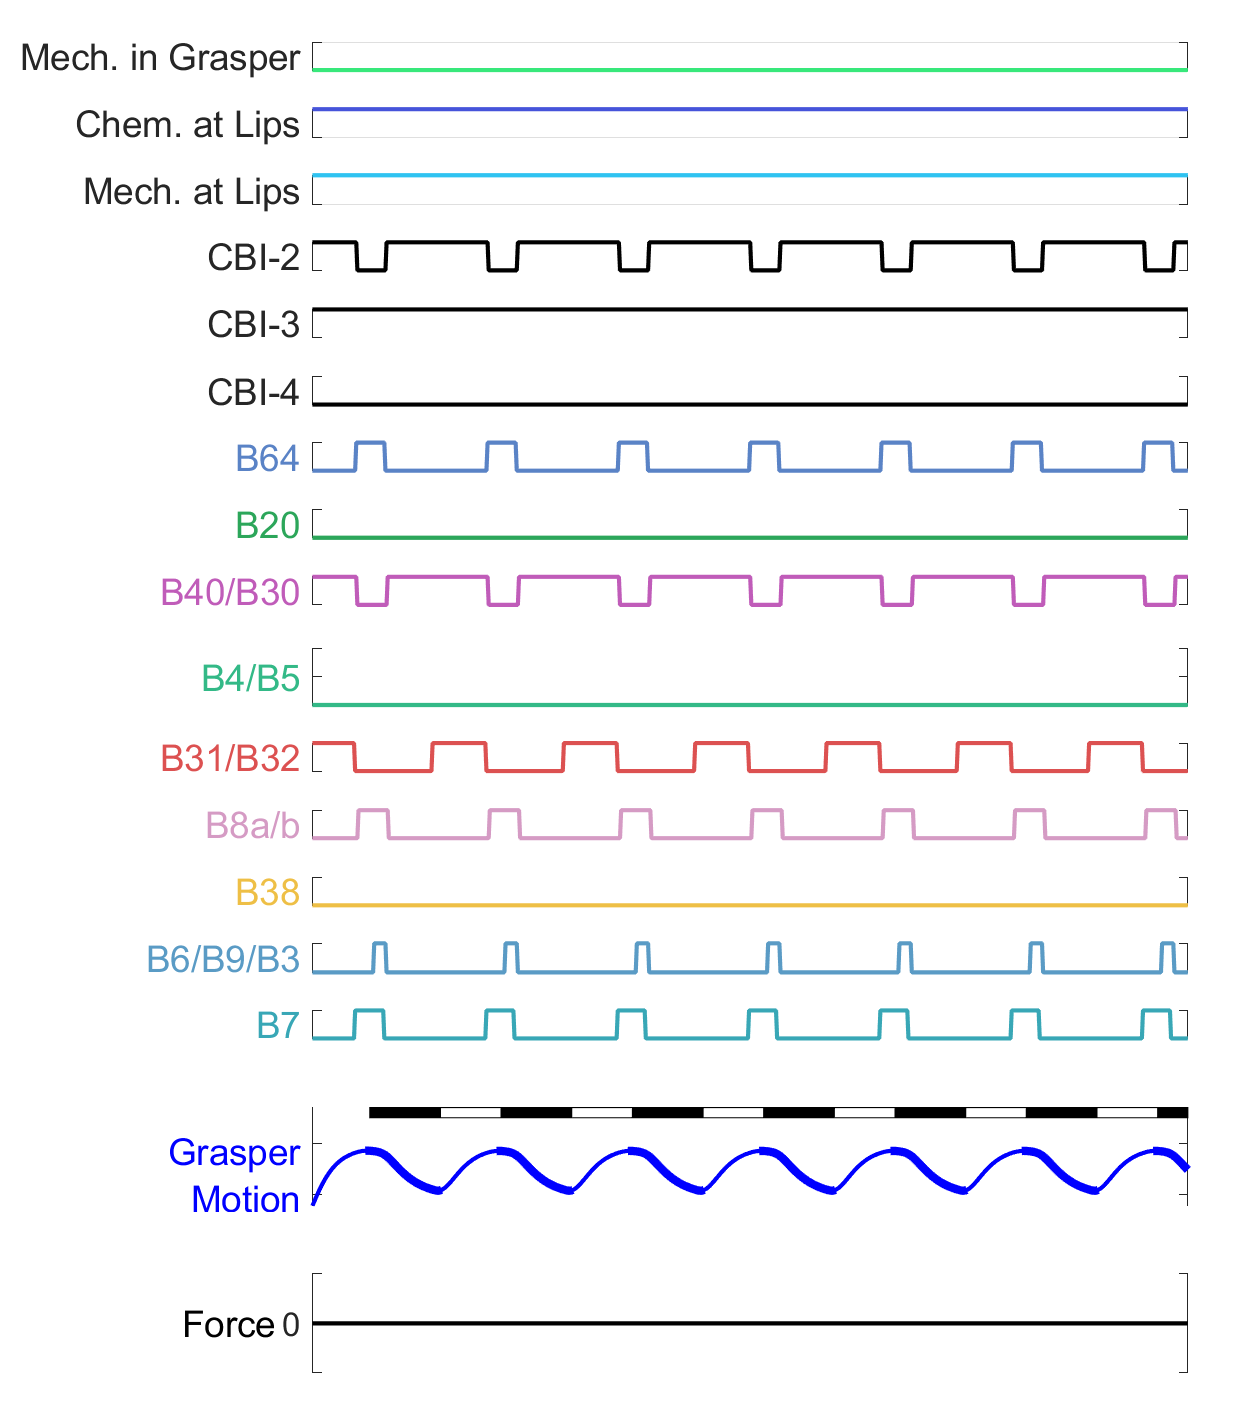 Mech. in Grasper
Chem. at Lips
Mech. at Lips
CBI-2
CBI-3
CBI-4
B64
B20
B40/B30
B4/B5
B31/B32
B8a/b
B38
B6/B9/B3
B7
Grasper
Motion
Force 0